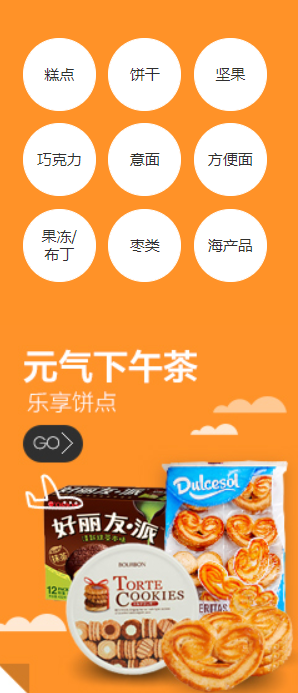 糕点
饼干
坚果
巧克力
意面
方便面
果冻/
布丁
枣类
海产品
元气下午茶
乐享饼点
GO
Dulcesol
好丽友·派
BOURBON
TORTE
COOKIES